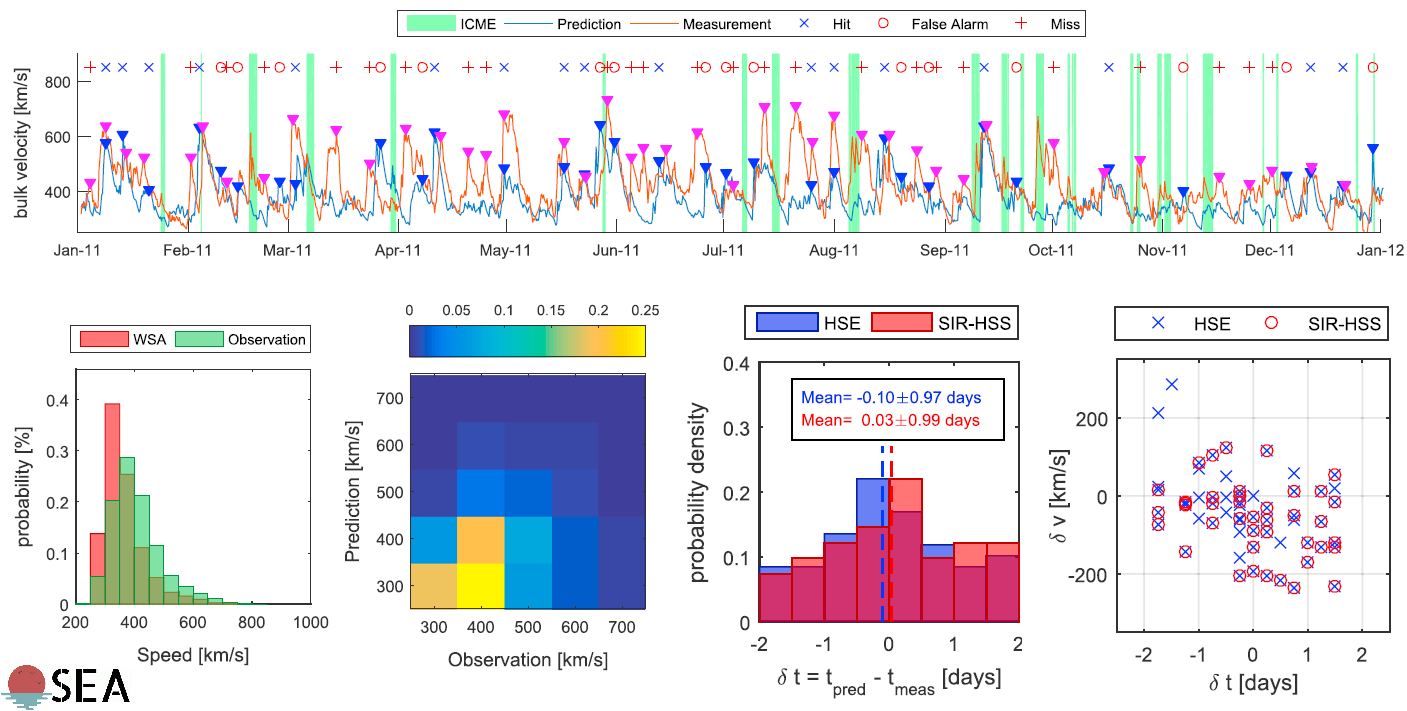 ICME Prediction Measurement Hit False Alarm Miss
bulk velocity [km/s]
800
600
400
Jan-11 Feb-11 Mar-11 Apr-11 May-11 Jun-11 Jul-11 Aug-11 Sep-11 Oct-11 Nov-11 Dec-11 Jan-12
WSA Observation
probability [%]
0.4
0.3
0.2
0.1
0
200 400 600 800 1000
Speed [km/s]
0 0.05 0.1 0.15 0.2 0.25
Prediction [km/s]
700
600
500
400
300
300 400 500 600 700
Observation [km/s]
HSE SIR-HSS
probability density
0.4
0.3
0.2
0.1
0
Mean= -0.10±0.97 days
Mean= 0.03±0.99 days
-2 -1 0 1 2
δ t = t_pred - t_meas [days]
HSE SIR-HSS
δ v [km/s]
200
0
-200
-2 -1 0 1 2
δ t [days]
SEA